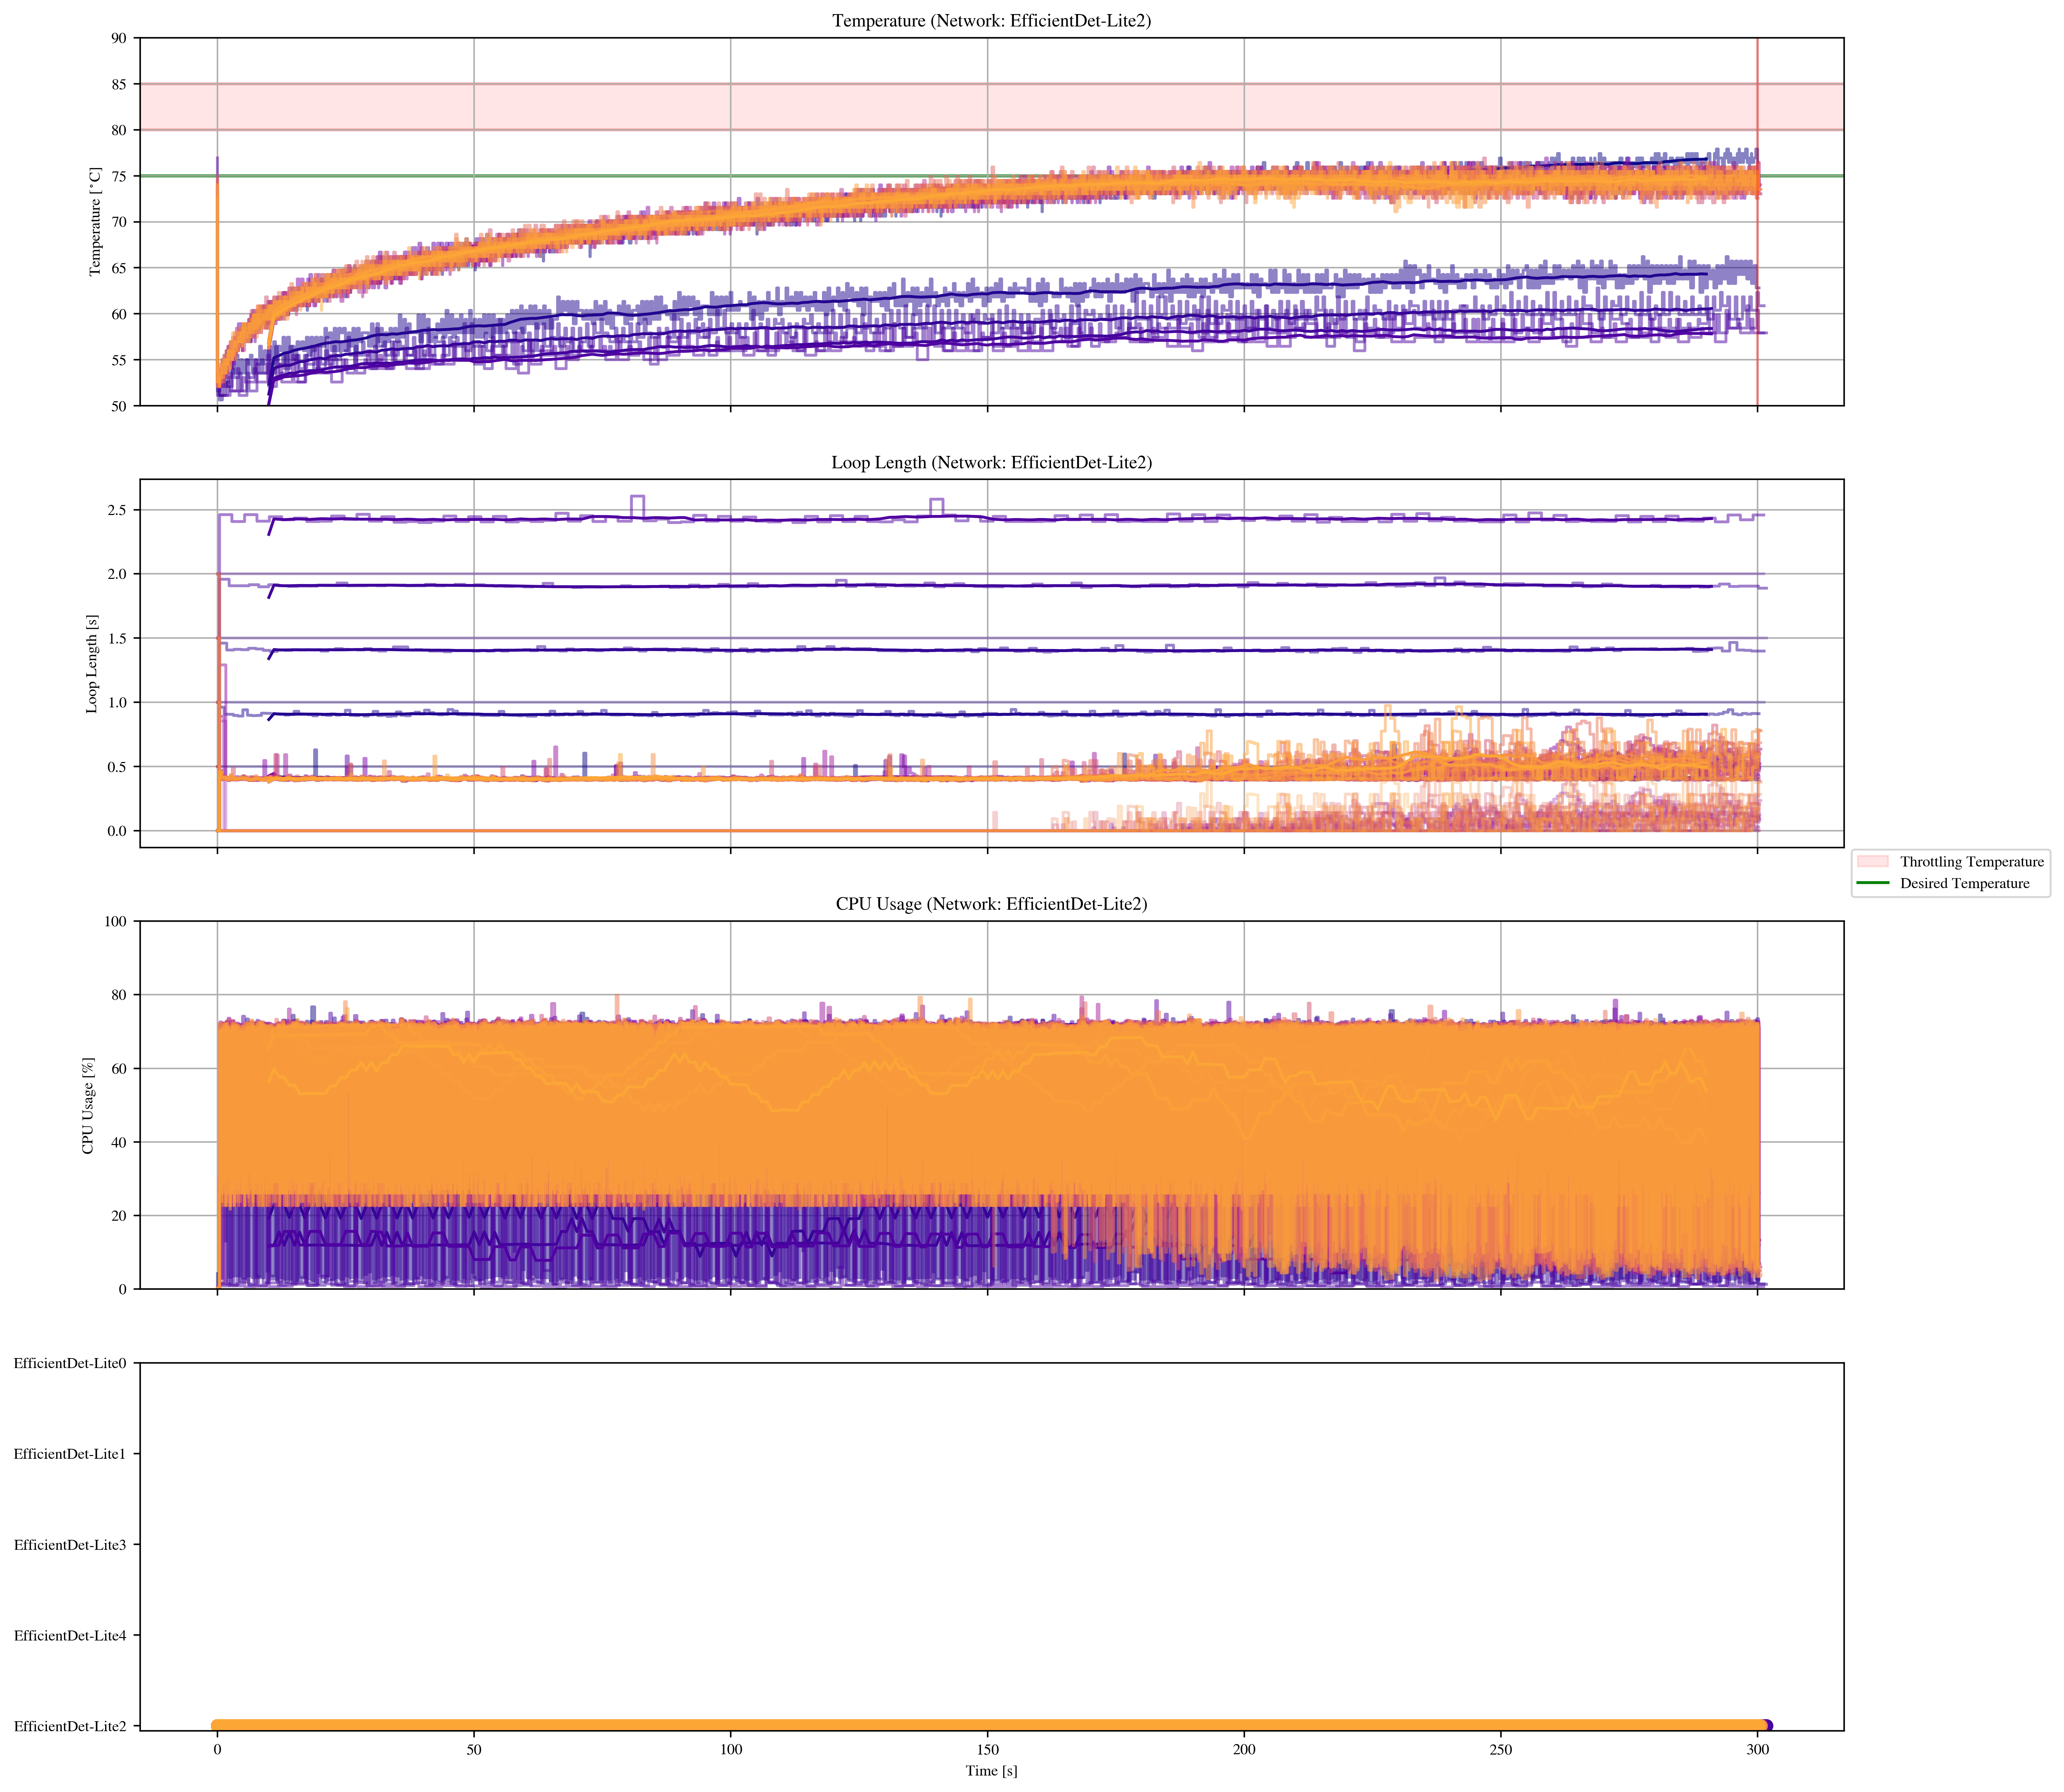 Temperature (Network: EfficientDet-Lite2)
90
85
80
75
70
65
60
55
50
Temperature [°C]
Loop Length (Network: EfficientDet-Lite2)
2.5
2.0
1.5
1.0
0.5
0.0
Loop Length [s]
Throttling Temperature
Desired Temperature
CPU Usage (Network: EfficientDet-Lite2)
100
80
60
40
20
0
CPU Usage [%]
EfficientDet-Lite0
EfficientDet-Lite1
EfficientDet-Lite3
EfficientDet-Lite4
EfficientDet-Lite2
0 50 100 150 200 250 300
Time [s]